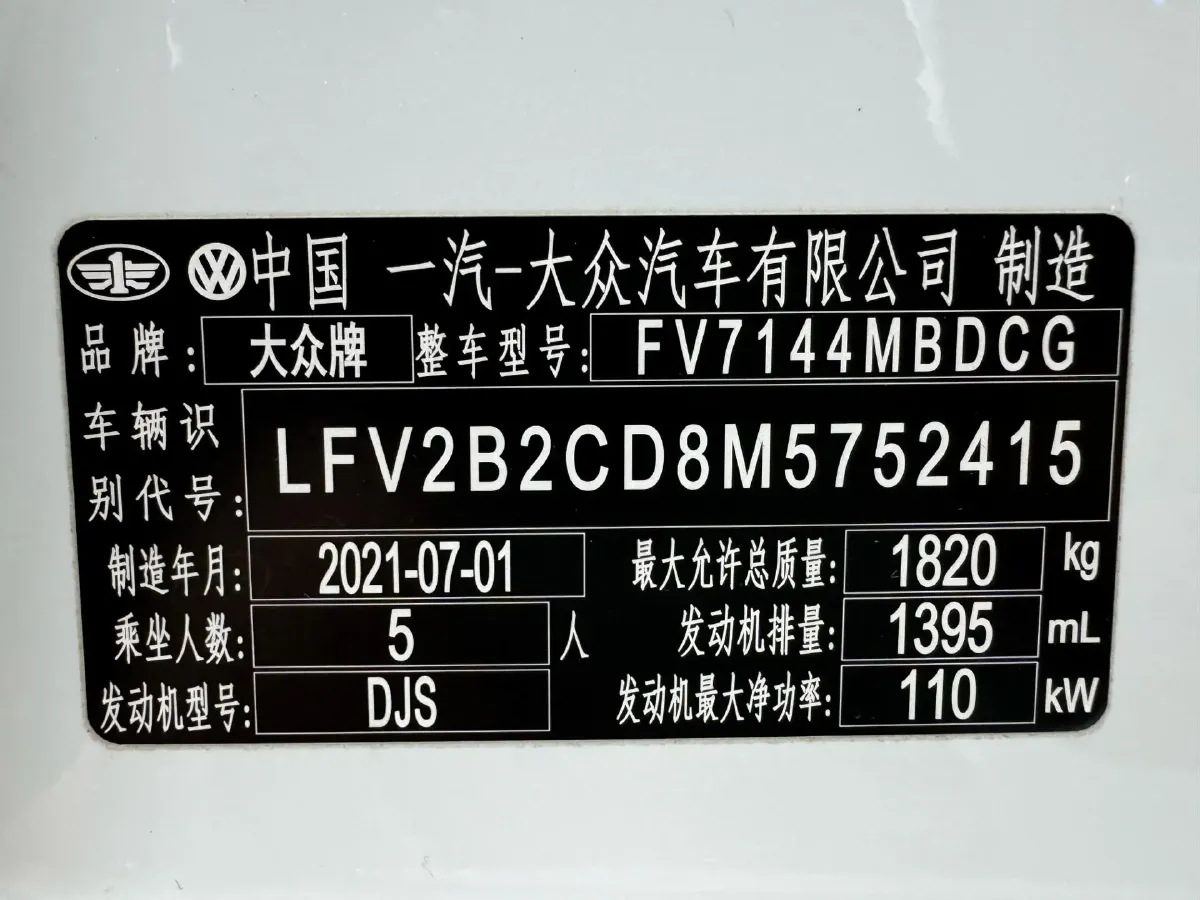 中国 一汽-大众汽车有限公司 制造
品牌: 大众牌 整车型号: FV7144MBDCG
车辆识别代号: LFV2B2CD8M5752415
制造年月: 2021-07-01 最大允许总质量: 1820 kg
乘坐人数: 5 人 发动机排量: 1395 mL
发动机型号: DJS 发动机最大净功率: 110 kW